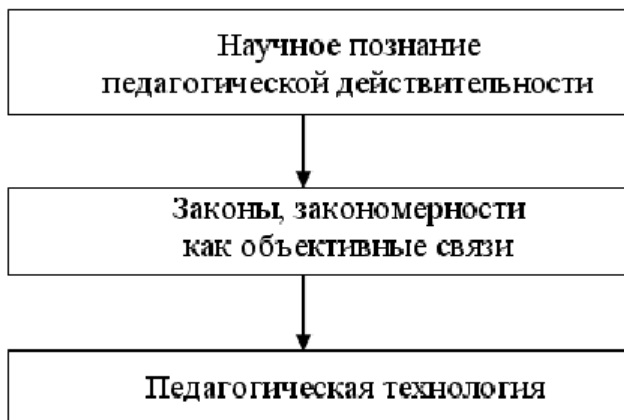 Научное познание
педагогической действительности
Законы, закономерности
как объективные связи
Педагогическая технология